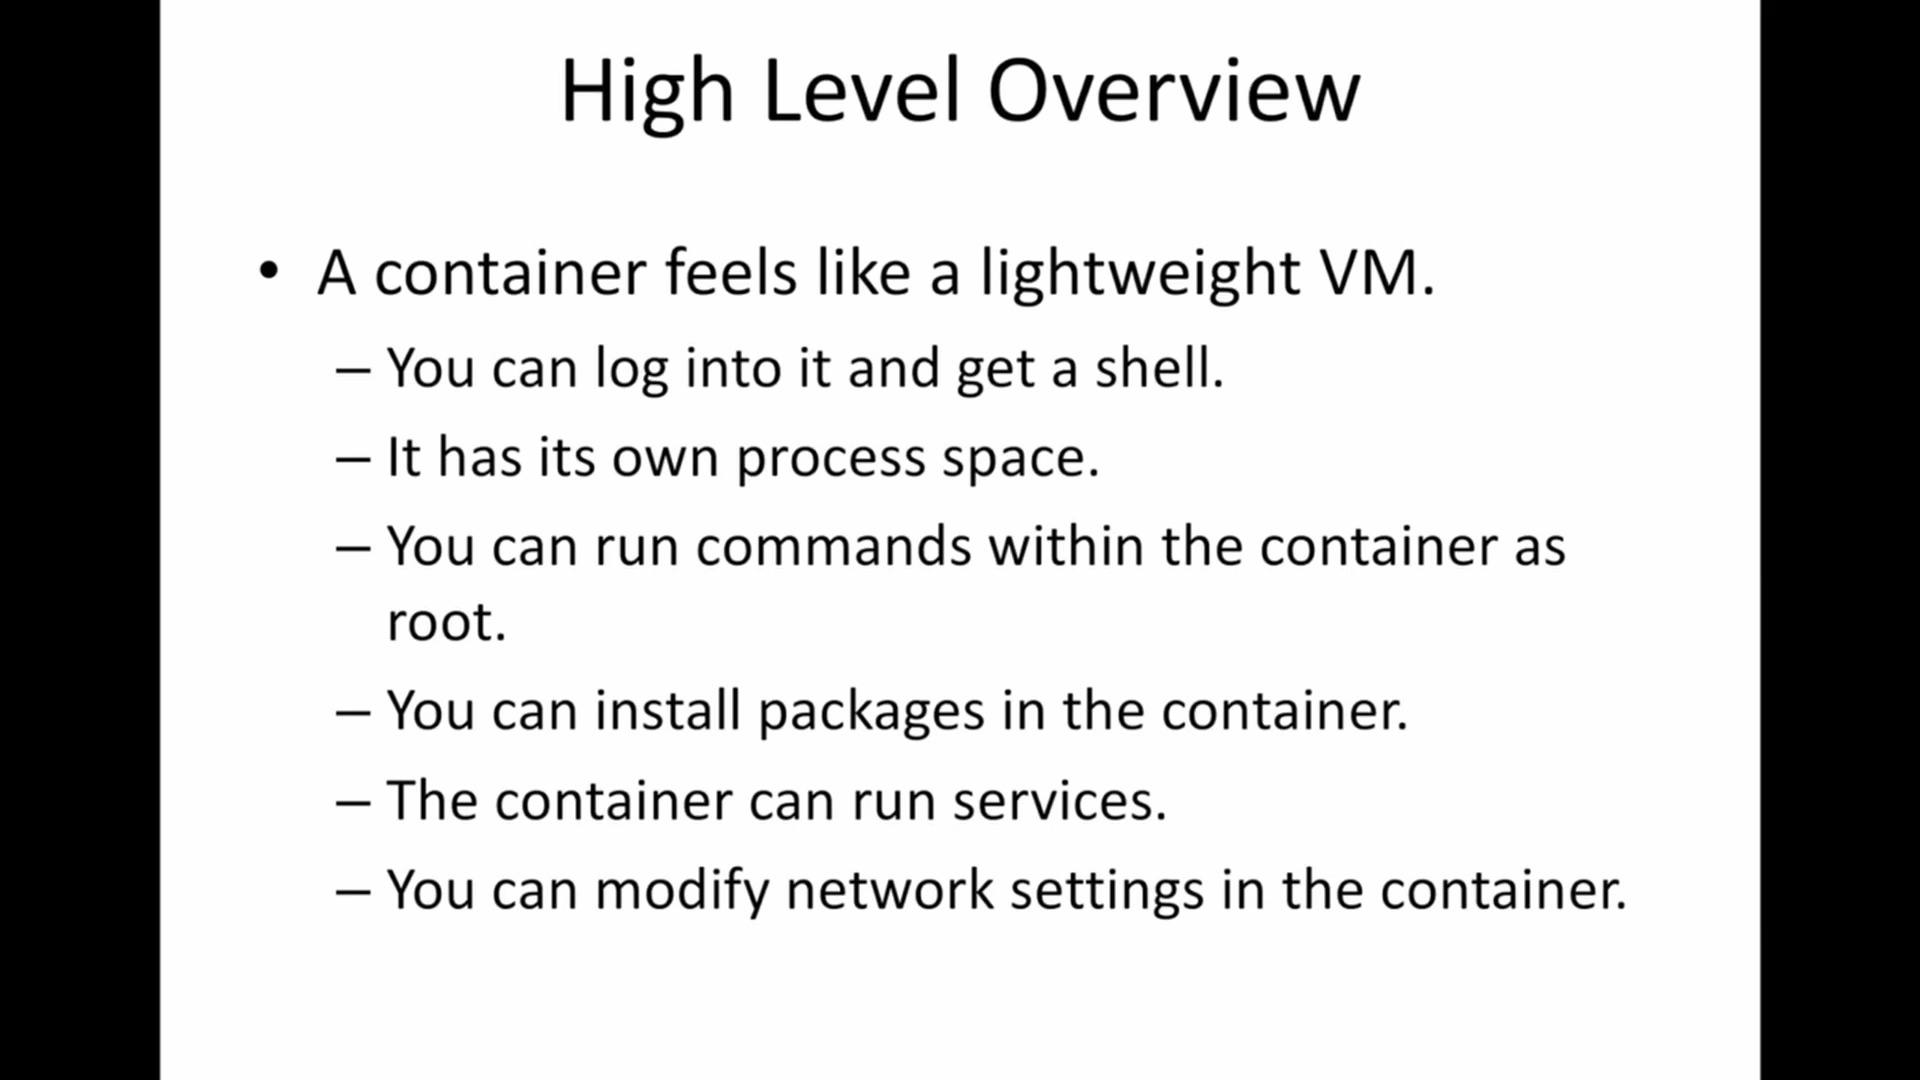 High Level Overview
• A container feels like a lightweight VM.
– You can log into it and get a shell.
– It has its own process space.
– You can run commands within the container as
root.
– You can install packages in the container.
– The container can run services.
– You can modify network settings in the container.